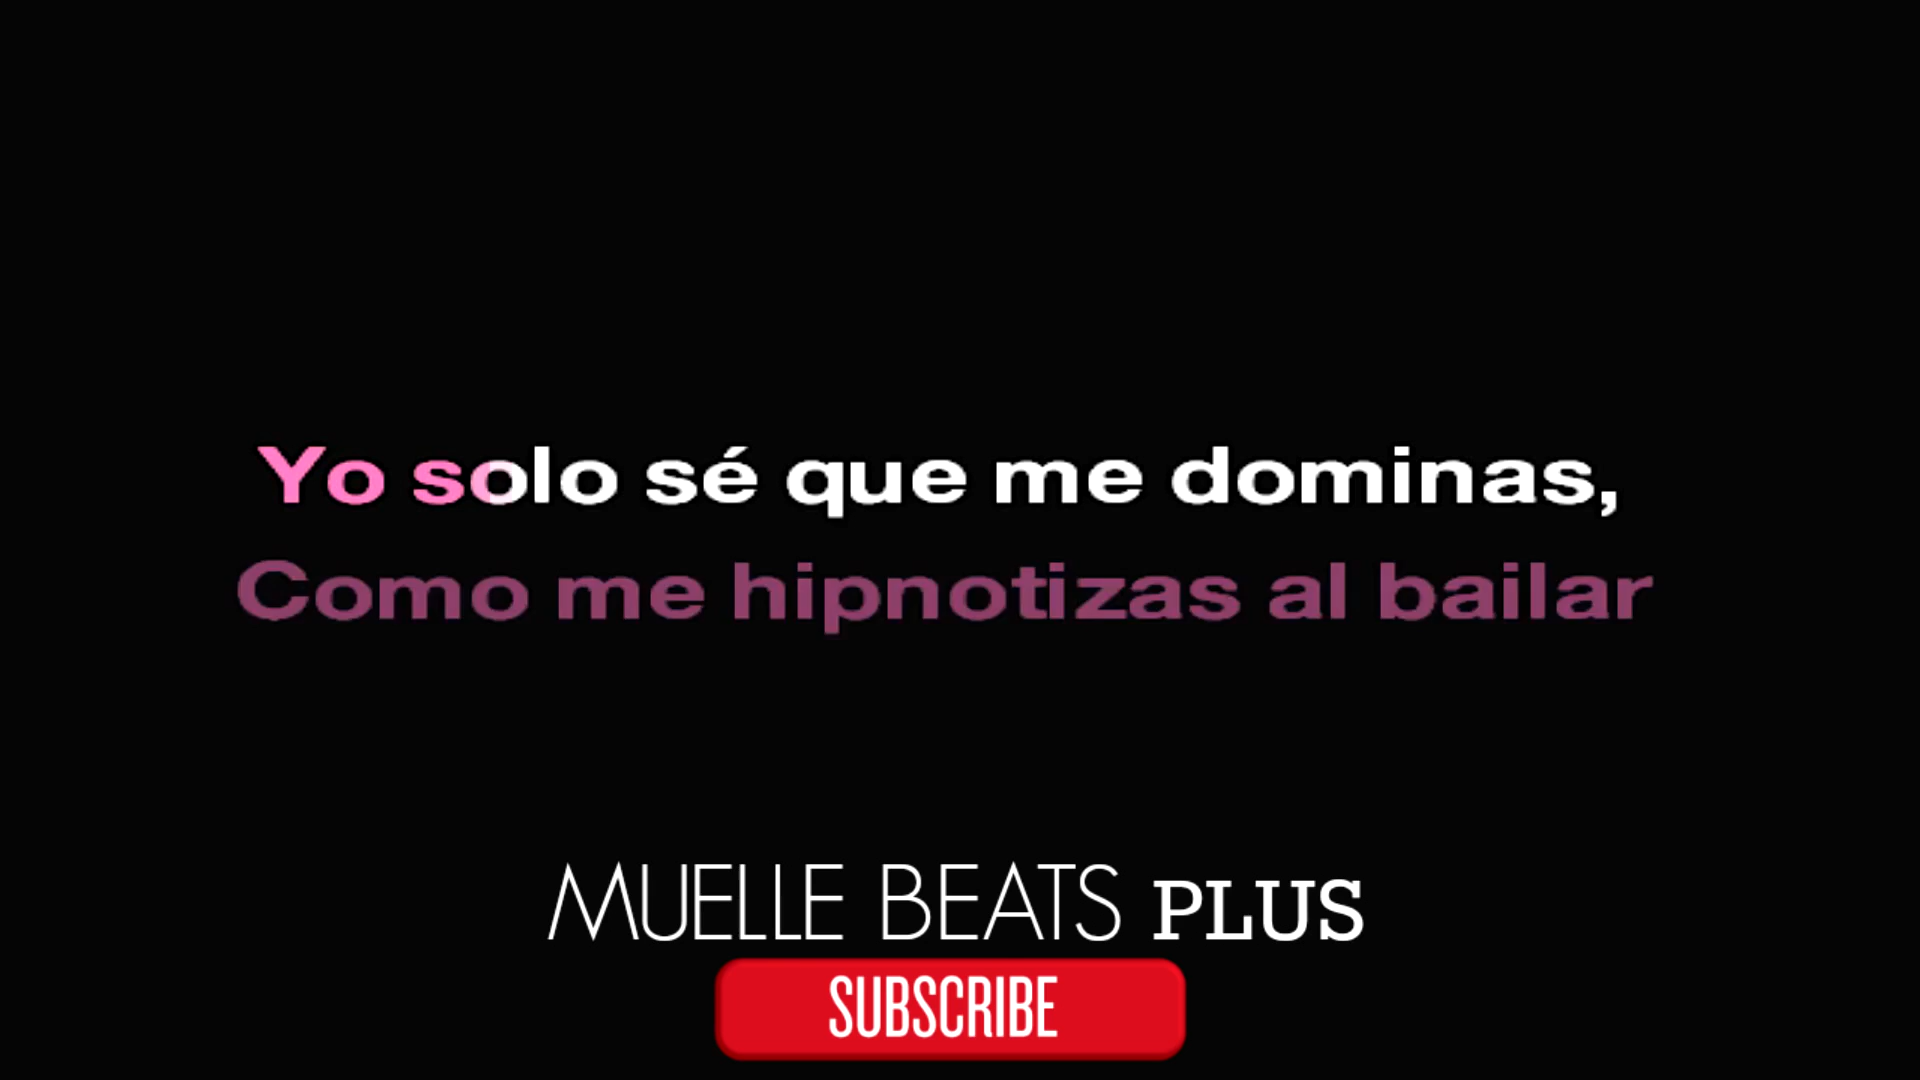 Yo solo sé que me dominas,
Como me hipnotizas al bailar
MUELLE BEATS PLUS
SUBSCRIBE